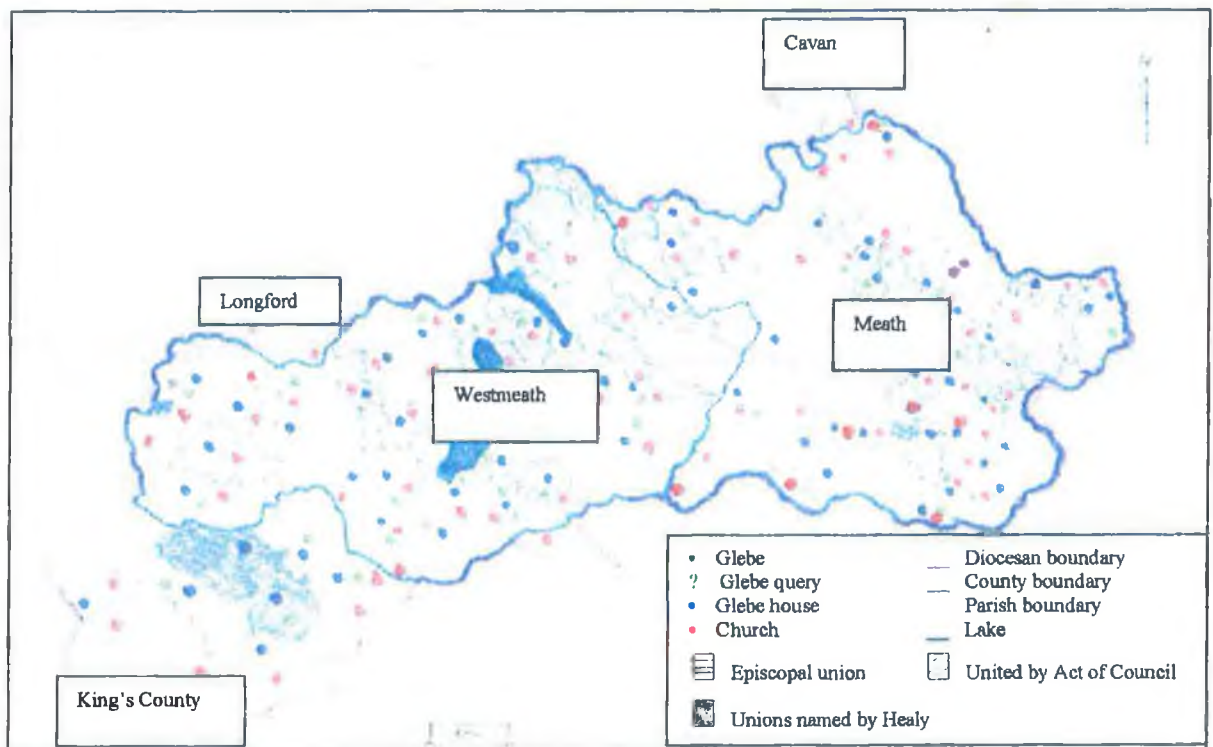 Cavan
Longford
Meath
Westmeath
King's County
Glebe
? Glebe query
Glebe house
Church
Episcopal union
Unions named by Healy
Diocesan boundary
County boundary
Parish boundary
Lake
United by Act of Council